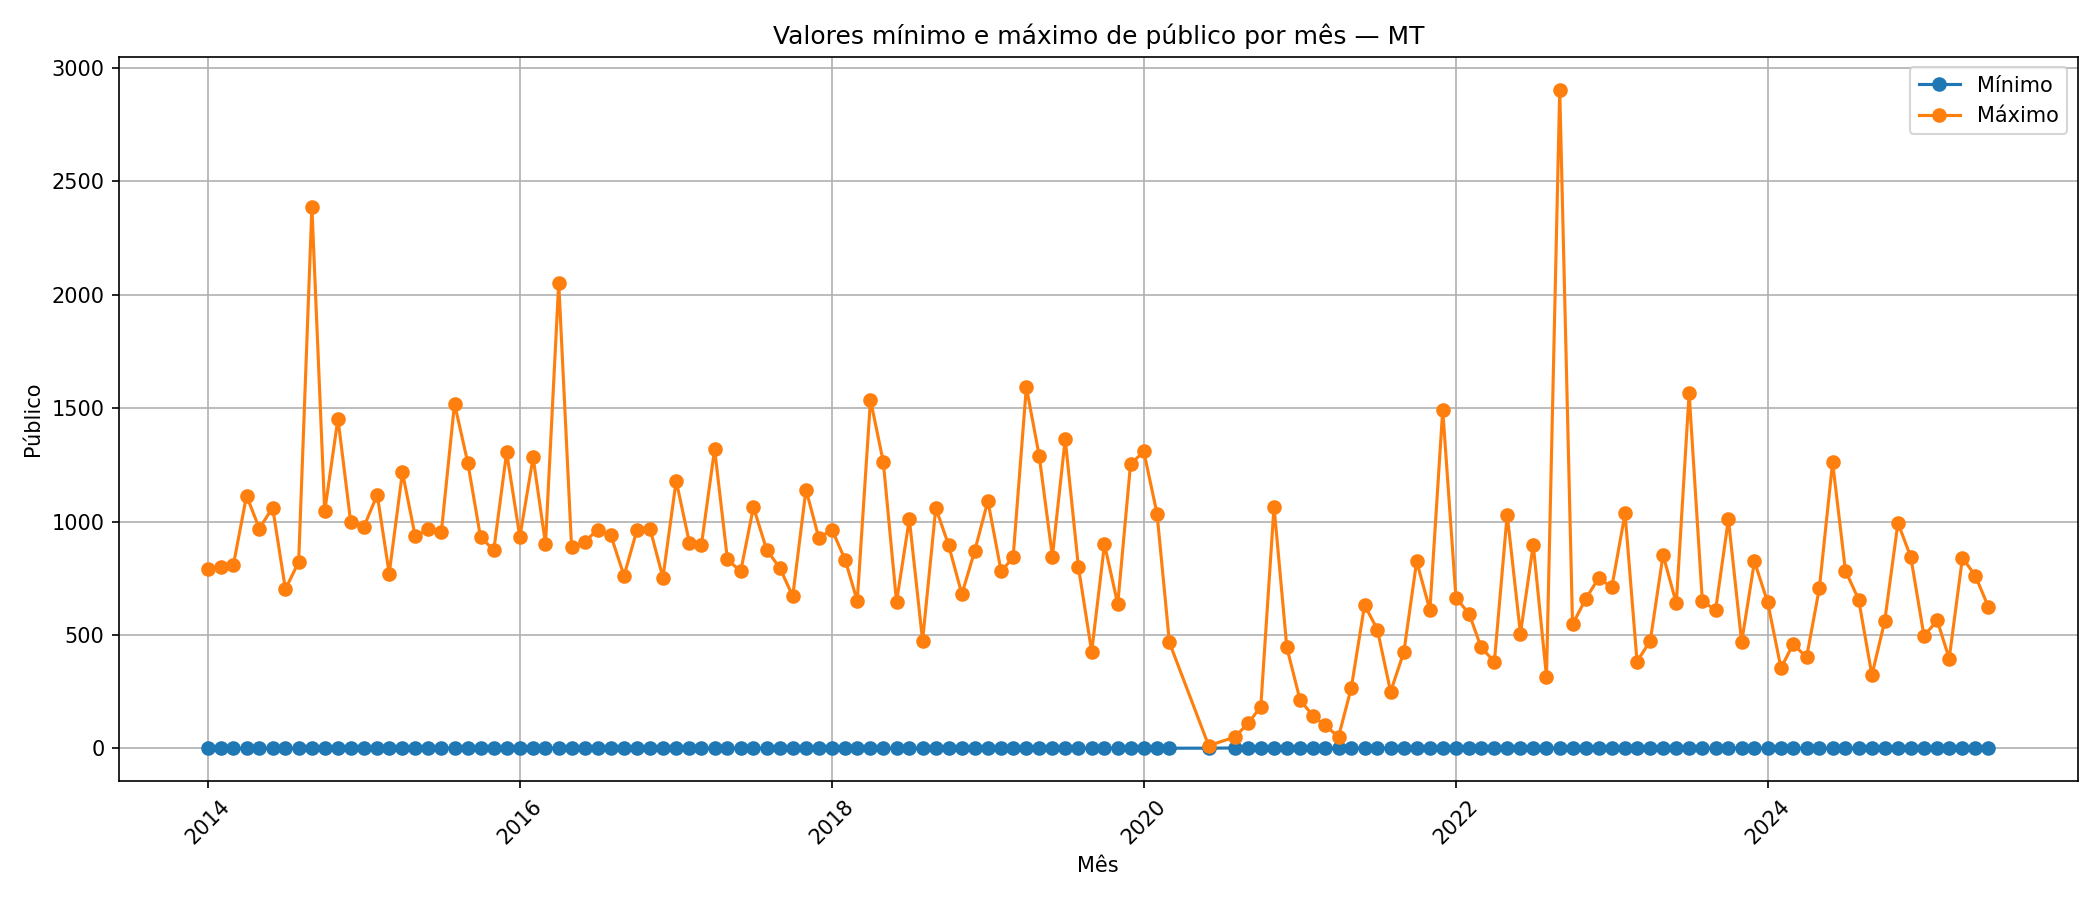 Valores mínimo e máximo de público por mês — MT
3000
2500
2000
1500
1000
500
0
Público
Mínimo
Máximo
2014
2016
2018
2020
2022
2024
Mês